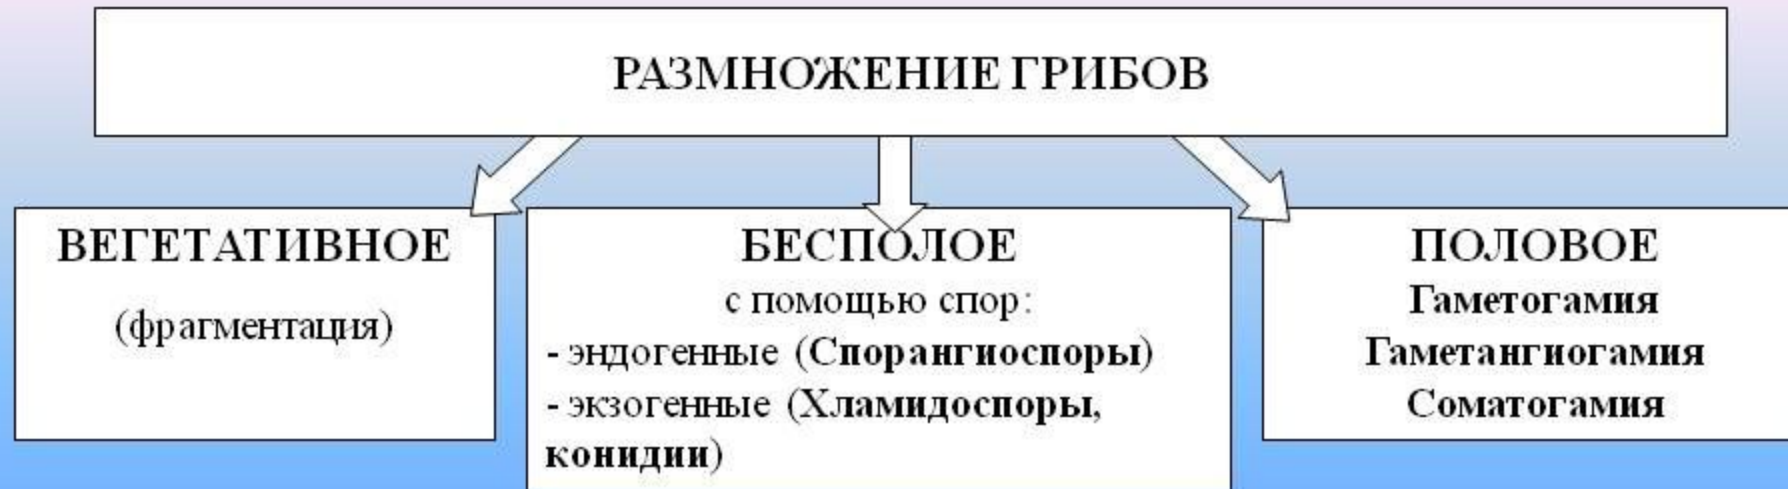 РАЗМНОЖЕНИЕ ГРИБОВ
ВЕГЕТАТИВНОЕ
(фрагментация)
БЕСПОЛОЕ
с помощью спор:
- эндогенные (Спорангиоспоры)
- экзогенные (Хламидоспоры,
конидии)
ПОЛОВОЕ
Гаметогамия
Гаметангиогамия
Соматогамия